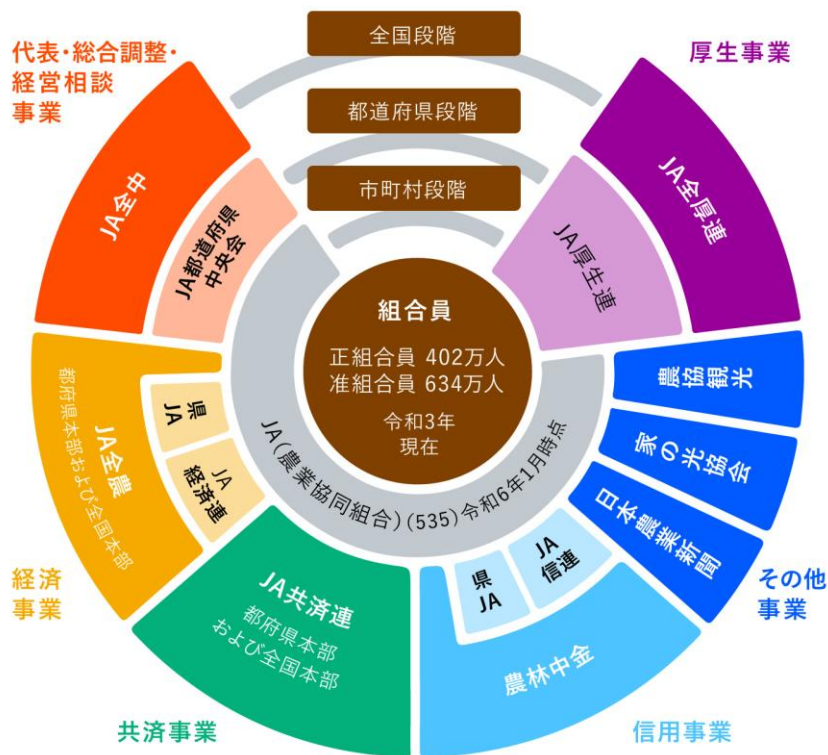 全国段階
都道府県段階
市町村段階
代表・総合調整・
経営相談
事業
JA全中
JA都道府県
中央会
厚生事業
JA全厚連
JA厚生連
組合員
正組合員 402万人
准組合員 634万人
令和3年
現在
JA(農業協同組合)(535)令和6年1月時点
農協観光
家の光協会
日本農業新聞
その他
事業
県
JA
JA
経済連
JA全農
都府県本部および全国本部
経済
事業
JA共済連
都府県本部
および全国本部
共済事業
県
JA
JA
信連
農林中金
信用事業